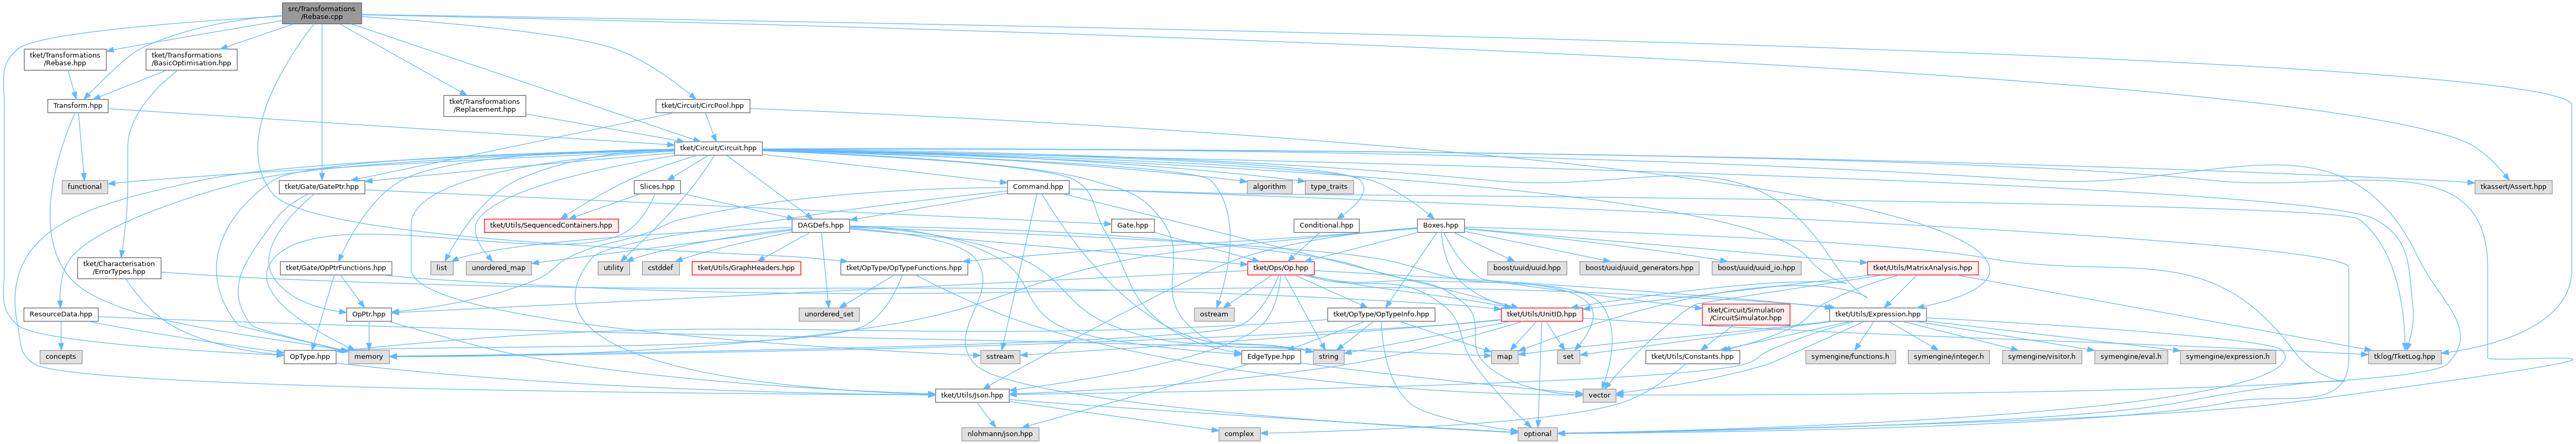 src/Transformations
/Rebase.cpp
tket/Transformations
/Rebase.hpp
tket/Transformations
/BasicOptimisation.hpp
Transform.hpp
tket/Transformations
/Replacement.hpp
tket/Circuit/CircPool.hpp
tket/Circuit/Circuit.hpp
functional
tket/Gate/GatePtr.hpp
Slices.hpp
Command.hpp
algorithm
type_traits
tkassert/Assert.hpp
tket/Utils/SequencedContainers.hpp
DAGDefs.hpp
Gate.hpp
Conditional.hpp
Boxes.hpp
tket/Characterisation
/ErrorTypes.hpp
tket/Gate/OpPtrFunctions.hpp
list
unordered_map
utility
cstddef
tket/Utils/GraphHeaders.hpp
tket/OpType/OpTypeFunctions.hpp
tket/Ops/Op.hpp
boost/uuid/uuid.hpp
boost/uuid/uuid_generators.hpp
boost/uuid/uuid_io.hpp
tket/Utils/MatrixAnalysis.hpp
ResourceData.hpp
OpPtr.hpp
unordered_set
ostream
tket/OpType/OpTypeInfo.hpp
tket/Utils/UnitID.hpp
tket/Circuit/Simulation
/CircuitSimulator.hpp
tket/Utils/Expression.hpp
concepts
OpType.hpp
memory
sstream
EdgeType.hpp
string
map
set
tket/Utils/Constants.hpp
symengine/functions.h
symengine/integer.h
symengine/visitor.h
symengine/eval.h
symengine/expression.h
tklog/TketLog.hpp
tket/Utils/Json.hpp
vector
nlohmann/json.hpp
complex
optional